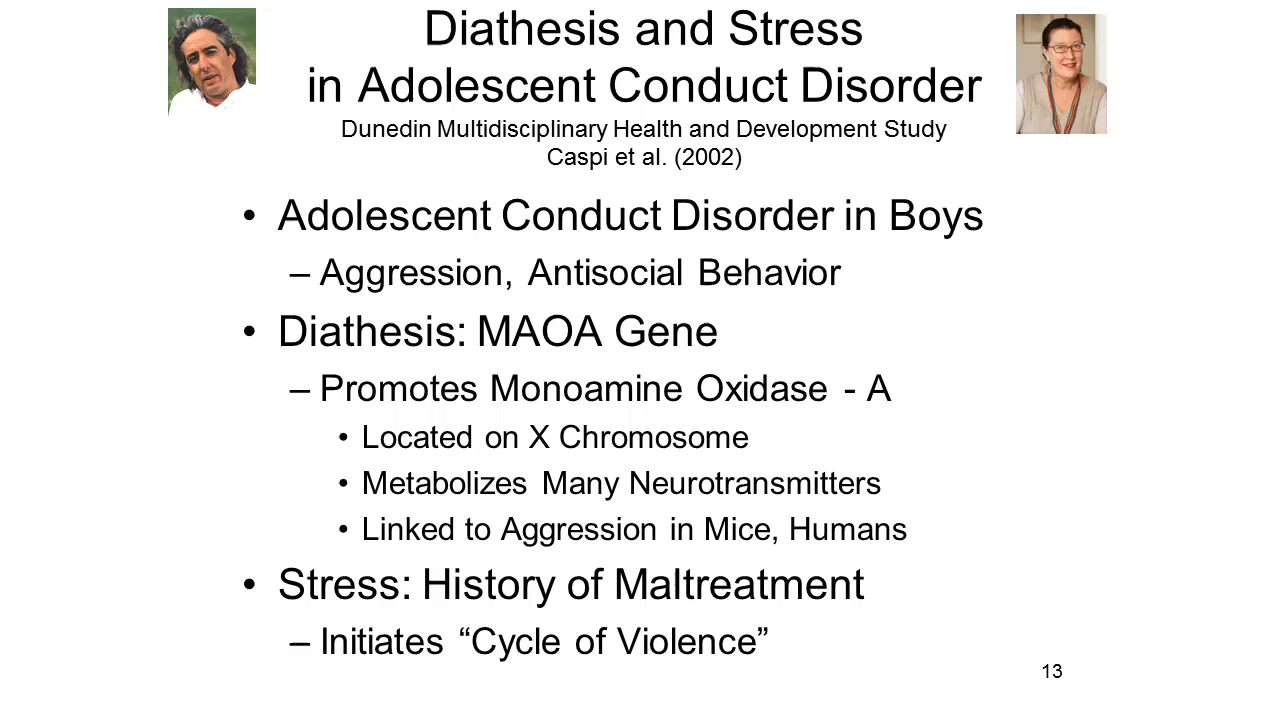 Diathesis and Stress
in Adolescent Conduct Disorder
Dunedin Multidisciplinary Health and Development Study
Caspi et al. (2002)
• Adolescent Conduct Disorder in Boys
– Aggression, Antisocial Behavior
• Diathesis: MAOA Gene
– Promotes Monoamine Oxidase - A
• Located on X Chromosome
• Metabolizes Many Neurotransmitters
• Linked to Aggression in Mice, Humans
• Stress: History of Maltreatment
– Initiates “Cycle of Violence”
13